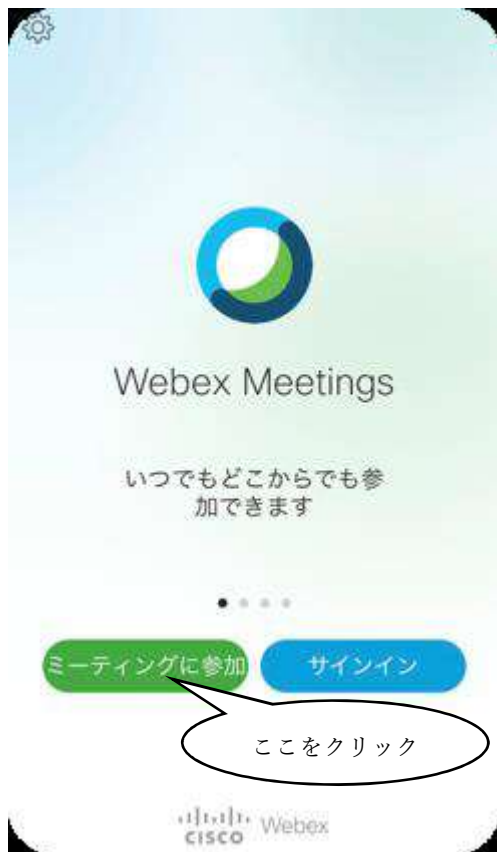 Webex Meetings
いつでもどこからでも参
加できます
ミーティングに参加
サインイン
ここをクリック
CISCO Webex